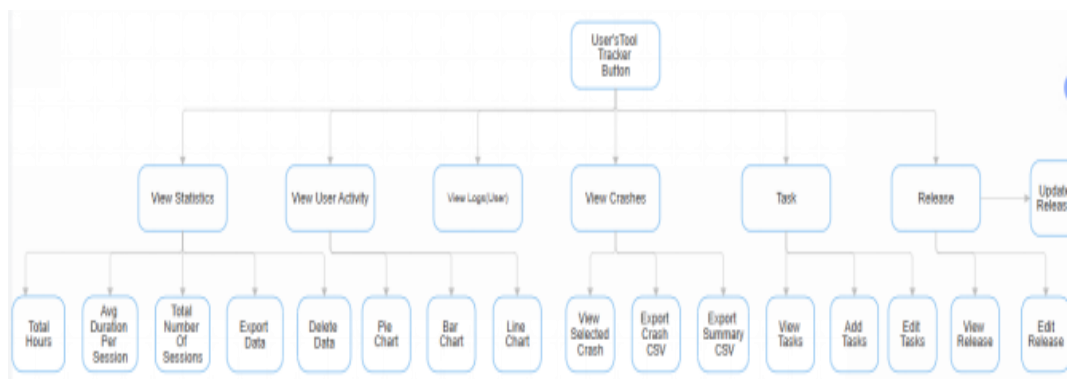 User'sTool
Tracker
Button
View Statistics
View User Activity
View Logs(User)
View Crashes
Task
Release
Update
Release
Total
Hours
Avg
Duration
Per
Session
Total
Number
Of
Sessions
Export
Data
Delete
Data
Pie
Chart
Bar
Chart
Line
Chart
View
Selected
Crash
Export
Crash
CSV
Export
Summary
CSV
View
Tasks
Add
Tasks
Edit
Tasks
View
Release
Edit
Release